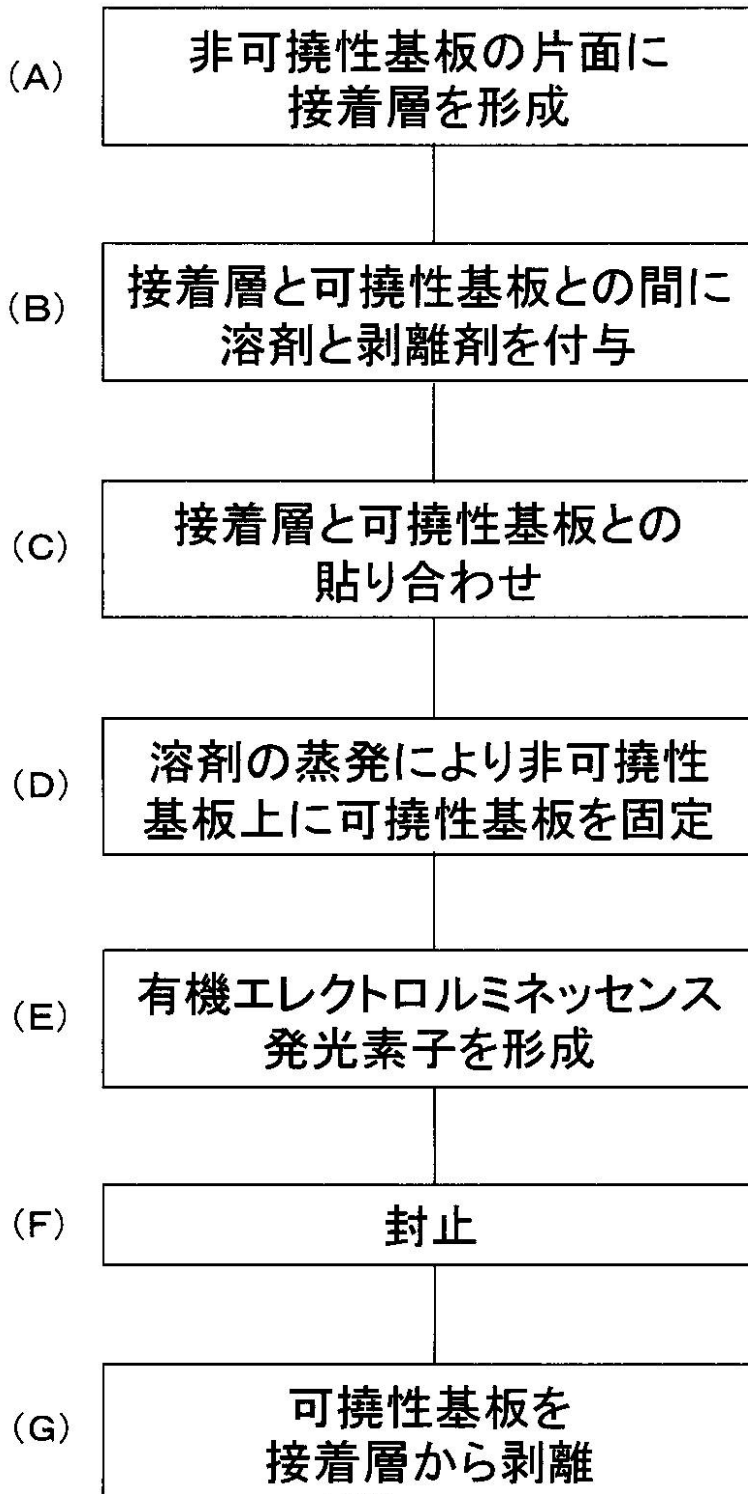 (A)
非可撓性基板の片面に
接着層を形成
(B)
接着層と可撓性基板との間に
溶剤と剥離剤を付与
(C)
接着層と可撓性基板との
貼り合わせ
(D)
溶剤の蒸発により非可撓性
基板上に可撓性基板を固定
(E)
有機エレクトロルミネッセンス
発光素子を形成
(F)
封止
(G)
可撓性基板を
接着層から剥離